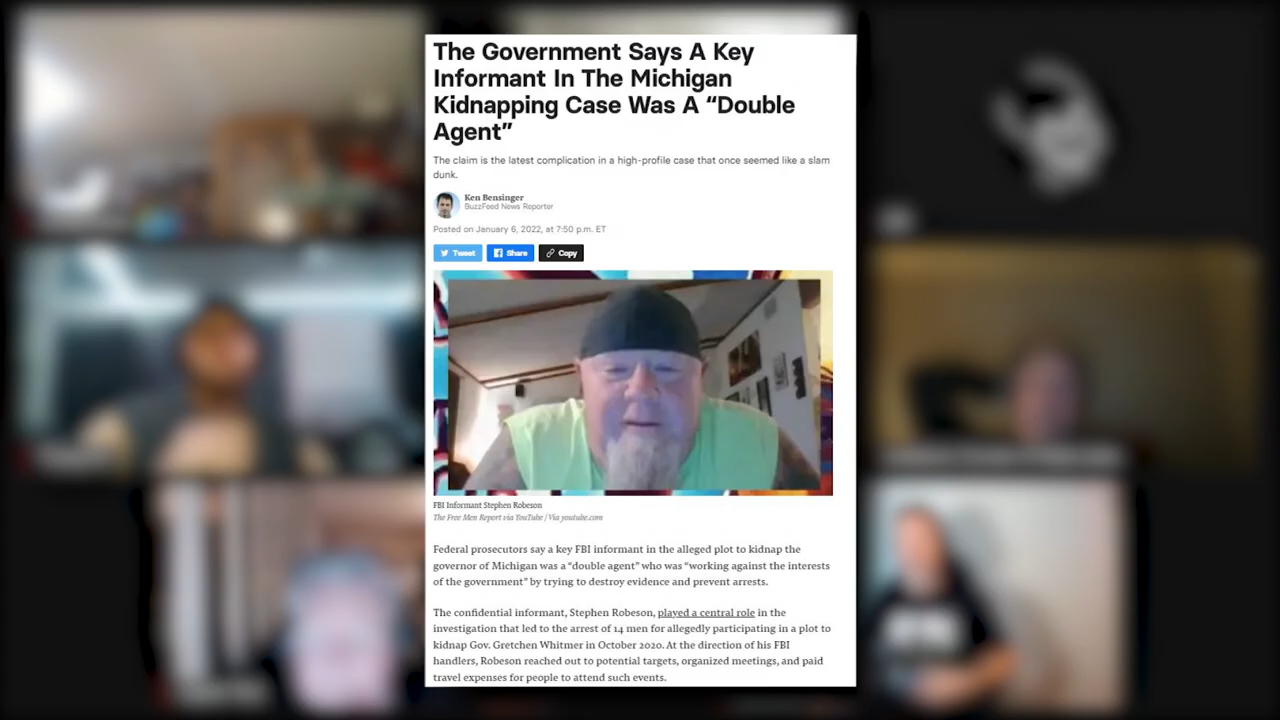 The Government Says A Key
Informant In The Michigan
Kidnapping Case Was A “Double
Agent”
The claim is the latest complication in a high-profile case that once seemed like a slam
dunk.
Ken Bensinger
BuzzFeed News Reporter
Posted on January 6, 2022, at 7:50 p.m. ET
Tweet Share Copy
FBI Informant Stephen Robeson
The Free Men Report via YouTube / Via youtube.com
Federal prosecutors say a key FBI informant in the alleged plot to kidnap the
governor of Michigan was a “double agent” who was “working against the interests
of the government” by trying to destroy evidence and prevent arrests.
The confidential informant, Stephen Robeson, played a central role in the
investigation that led to the arrest of 14 men for allegedly participating in a plot to
kidnap Gov. Gretchen Whitmer in October 2020. At the direction of his FBI
handlers, Robeson reached out to potential targets, organized meetings, and paid
travel expenses for people to attend such events.